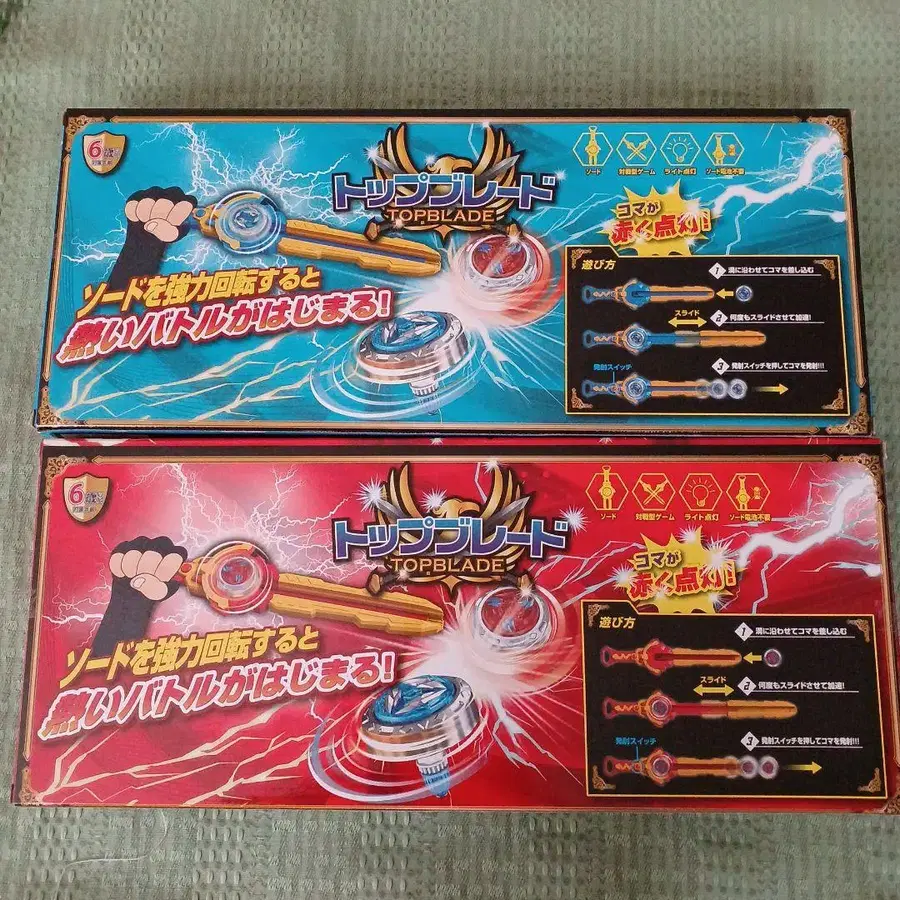 6歳
トップブレード
TOPBLADE
ソード
対戦型ゲーム
ライト点灯
ソード電池不要
コマが
赤く点灯!
ソードを強力回転すると
熱いバトルがはじまる!
遊び方
1 溝に沿わせてコマを差し込む
スライド
2 何度もスライドさせて加速!
発射スイッチ
3 発射スイッチを押してコマを発射!!!
6歳
トップブレード
TOPBLADE
ソード
対戦型ゲーム
ライト点灯
ソード電池不要
コマが
赤く点灯!
ソードを強力回転すると
熱いバトルがはじまる!
遊び方
1 溝に沿わせてコマを差し込む
スライド
2 何度もスライドさせて加速!
発射スイッチ
3 発射スイッチを押してコマを発射!!!